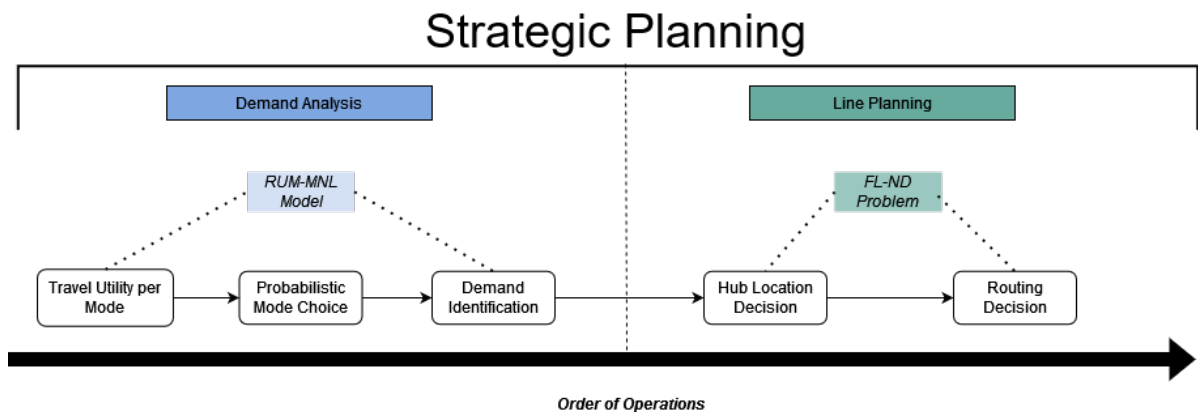 Strategic Planning
Demand Analysis
Line Planning
RUM-MNL
Model
FL-ND
Problem
Travel Utility per
Mode
Probabilistic
Mode Choice
Demand
Identification
Hub Location
Decision
Routing
Decision
Order of Operations